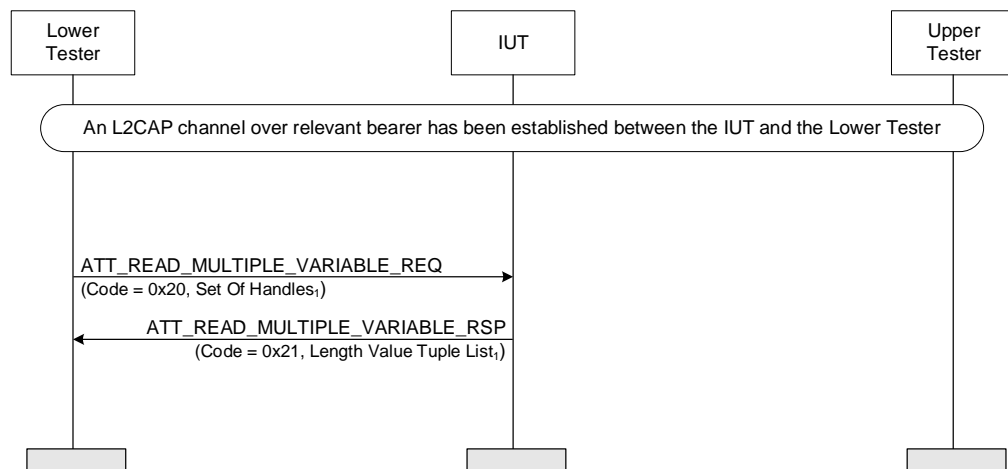 Lower
Tester
IUT
Upper
Tester
An L2CAP channel over relevant bearer has been established between the IUT and the Lower Tester
ATT_READ_MULTIPLE_VARIABLE_REQ
(Code = 0x20, Set Of Handles₁)
ATT_READ_MULTIPLE_VARIABLE_RSP
(Code = 0x21, Length Value Tuple List₁)